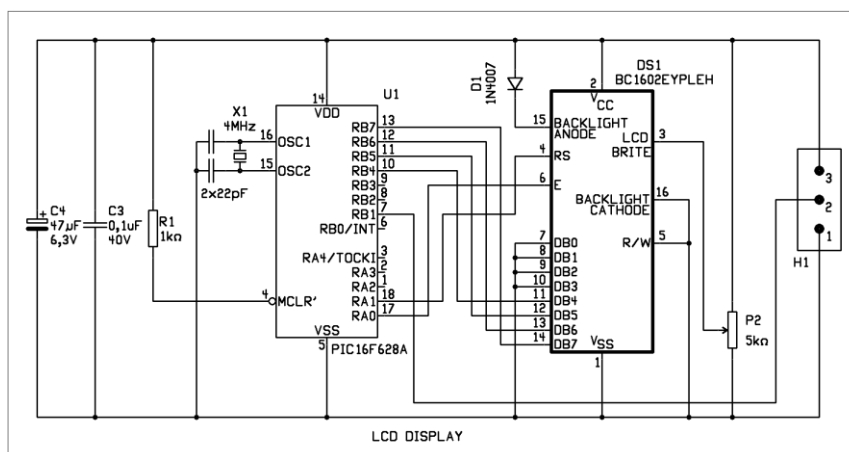 X1
4MHz
2x22pF
C4
47µF
6,3V
+
C3
0,1uF
40V
R1
1kΩ
U1
14
VDD
16 OSC1
15 OSC2
4 MCLR'
RB7 13
RB6 12
RB5 11
RB4 10
RB3 9
RB2 8
RB1 7
RB0/INT 6
RA4/TOCKI 3
RA3 2
RA2 1
RA1 18
RA0 17
VSS
5
PIC16F628A
D1
1N4007
DS1
BC1602EYPLEH
2
VCC
15 BACKLIGHT
ANODE
4 RS
6 E
7 DB0
8 DB1
9 DB2
10 DB3
11 DB4
12 DB5
13 DB6
14 DB7
LCD 3
BRITE
BACKLIGHT 16
CATHODE
R/W 5
VSS
1
P2
5kΩ
3
2
1
H1
LCD DISPLAY